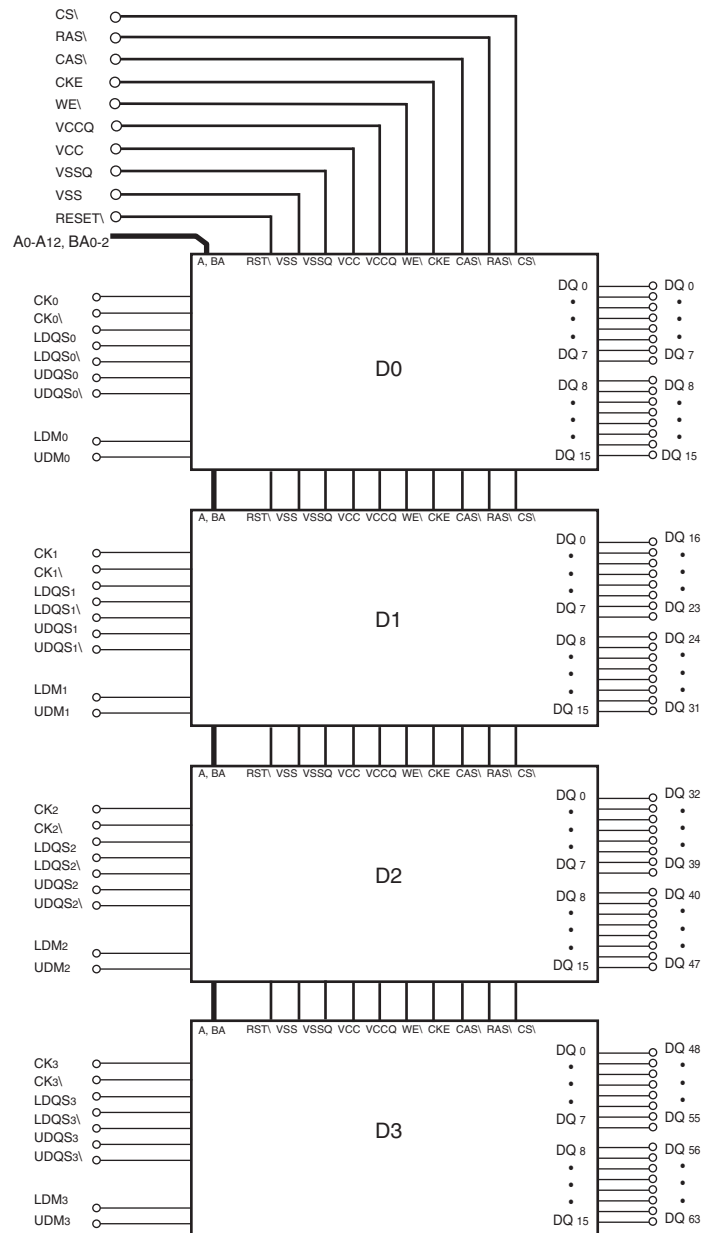 CS\
RAS\
CAS\
CKE
WE\
VCCQ
VCC
VSSQ
VSS
RESET\
A0-A12, BA0-2
A, BA RST\ VSS VSSQ VCC VCCQ WE\ CKE CAS\ RAS\ CS\
CK0
CK0\
LDQS0
LDQS0\
UDQS0
UDQS0\
LDM0
UDM0
D0
DQ 0 DQ 0
DQ 7 DQ 7
DQ 8 DQ 8
DQ 15 DQ 15
A, BA RST\ VSS VSSQ VCC VCCQ WE\ CKE CAS\ RAS\ CS\
CK1
CK1\
LDQS1
LDQS1\
UDQS1
UDQS1\
LDM1
UDM1
D1
DQ 0 DQ 16
DQ 7 DQ 23
DQ 8 DQ 24
DQ 15 DQ 31
A, BA RST\ VSS VSSQ VCC VCCQ WE\ CKE CAS\ RAS\ CS\
CK2
CK2\
LDQS2
LDQS2\
UDQS2
UDQS2\
LDM2
UDM2
D2
DQ 0 DQ 32
DQ 7 DQ 39
DQ 8 DQ 40
DQ 15 DQ 47
A, BA RST\ VSS VSSQ VCC VCCQ WE\ CKE CAS\ RAS\ CS\
CK3
CK3\
LDQS3
LDQS3\
UDQS3
UDQS3\
LDM3
UDM3
D3
DQ 0 DQ 48
DQ 7 DQ 55
DQ 8 DQ 56
DQ 15 DQ 63